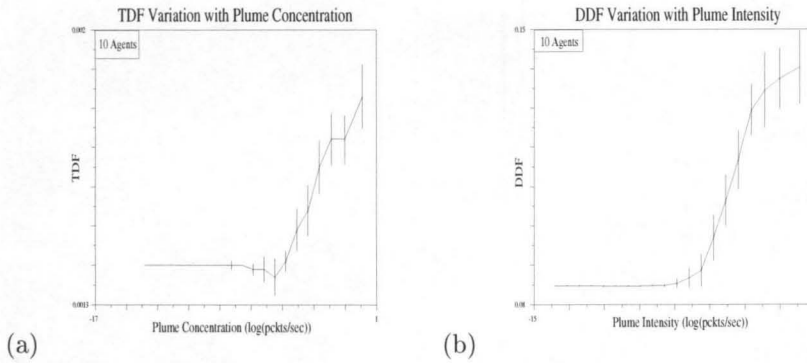 TDF Variation with Plume Concentration
0.002
10 Agents
TDF
0.0013
-17
1
Plume Concentration (log(pckts/sec))
(a)
DDF Variation with Plume Intensity
0.15
10 Agents
DDF
0.08
-15
Plume Intensity (log(pckts/sec))
(b)